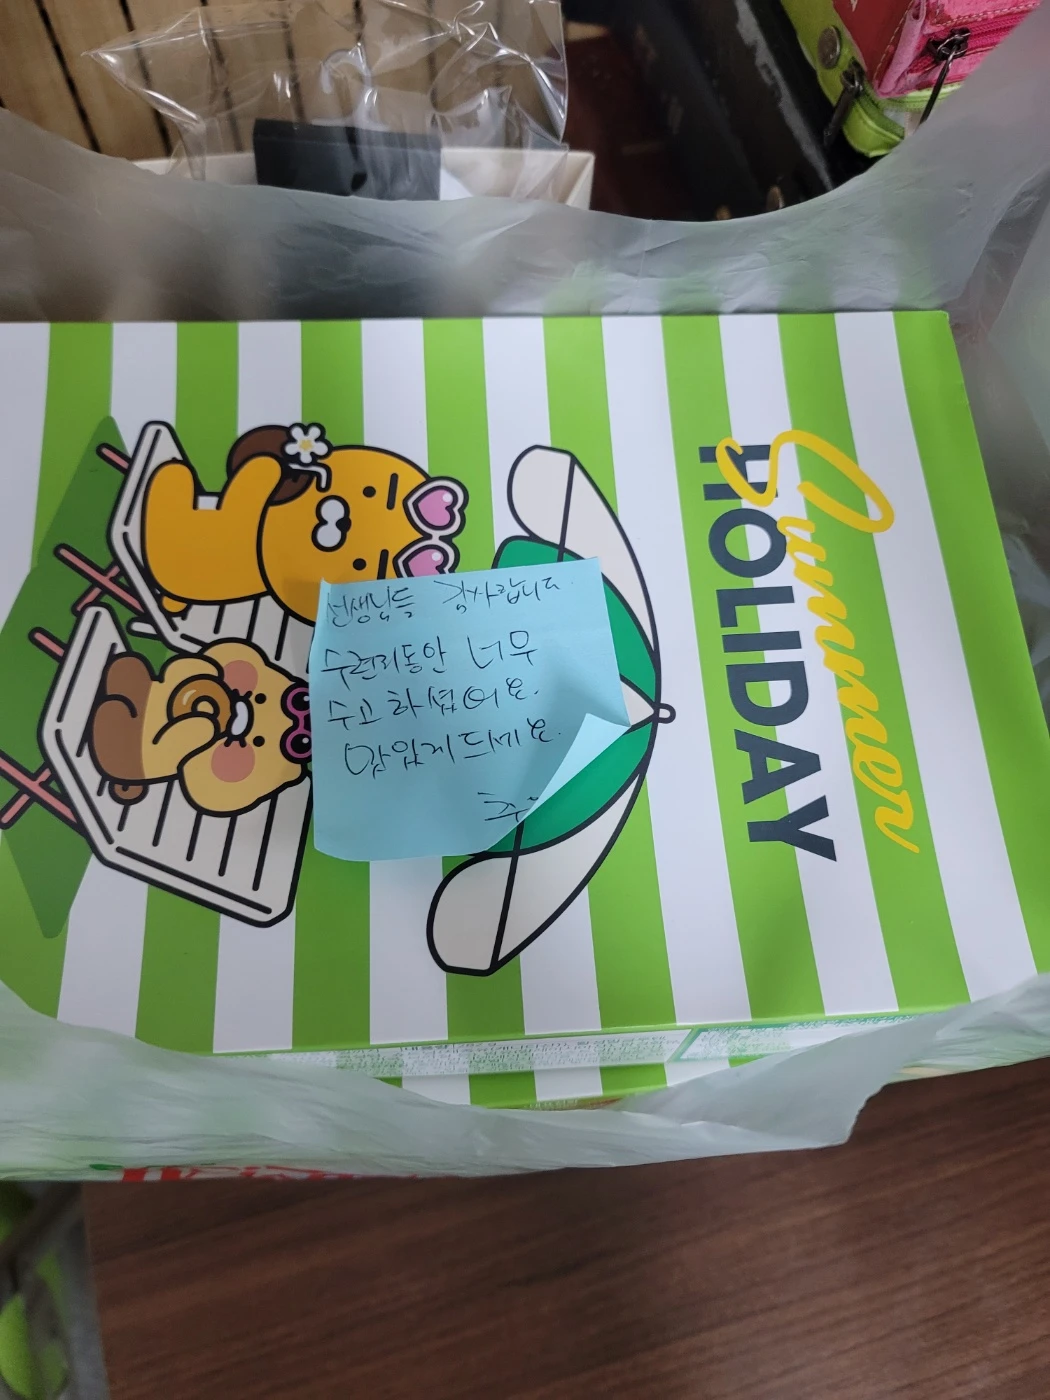 Summer
HOLIDAY
선생님들 감사합니다.
수련회동안 너무
수고 하셨어요.
맛있게 드세요.